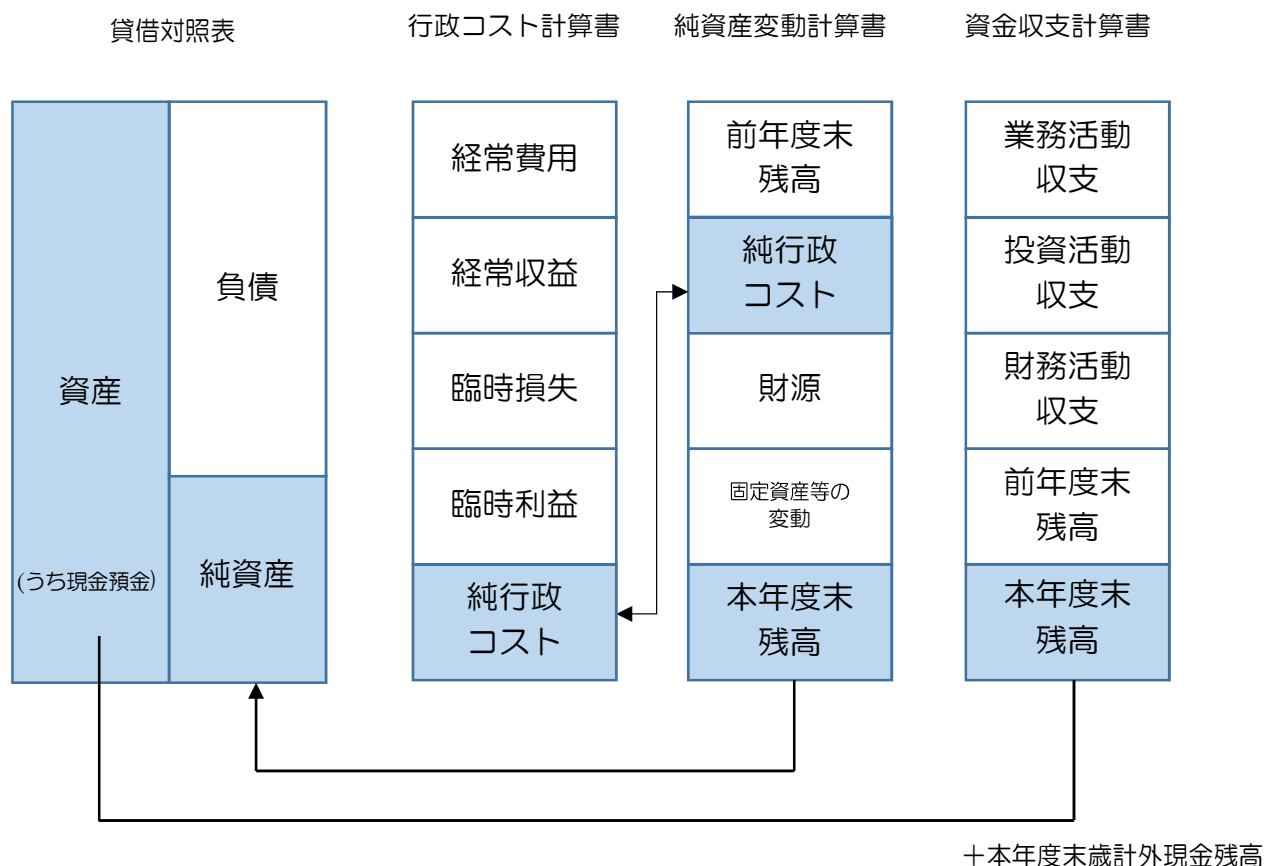 貸借対照表
行政コスト計算書
純資産変動計算書
資金収支計算書
資産
(うち現金預金)
負債
純資産
経常費用
経常収益
臨時損失
臨時利益
純行政
コスト
前年度末
残高
純行政
コスト
財源
固定資産等の
変動
本年度末
残高
業務活動
収支
投資活動
収支
財務活動
収支
前年度末
残高
本年度末
残高
＋本年度末歳計外現金残高